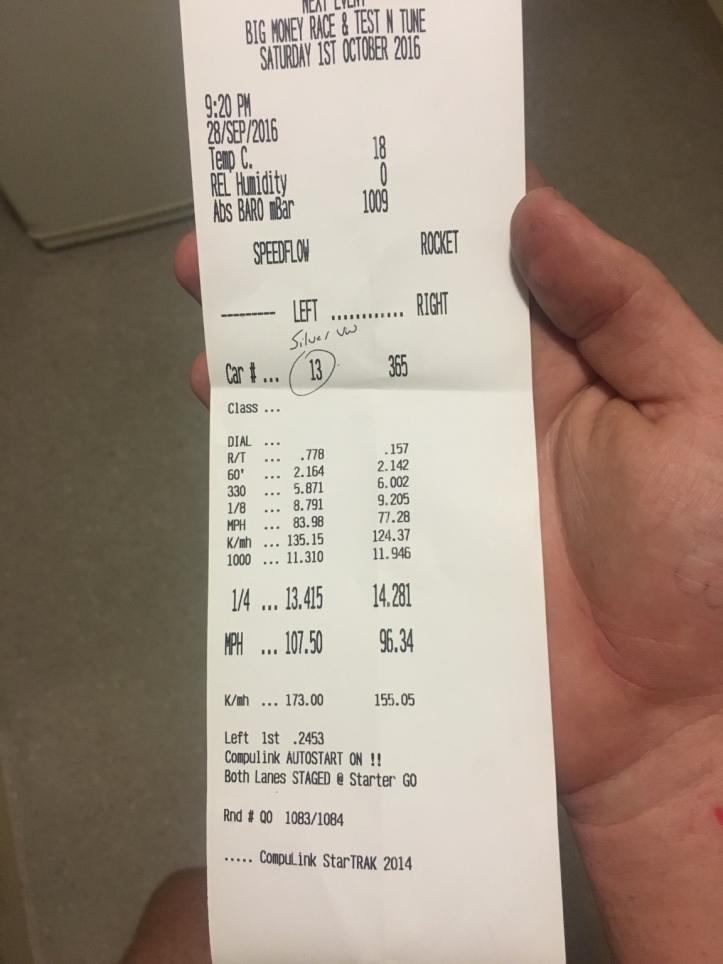 NEXT EVENT
BIG MONEY RACE & TEST N TUNE
SATURDAY 1ST OCTOBER 2016
9:20 PM
28/SEP/2016
Temp C. 18
REL Humidity 0
Abs BARO mBar 1009
SPEEDFLOW ROCKET
--------- LEFT ............ RIGHT
Silver VW
Car # ... 13 365
Class ...
DIAL ...
R/T ... .778 .157
60' ... 2.164 2.142
330 ... 5.871 6.002
1/8 ... 8.791 9.205
MPH ... 83.98 77.28
K/mh ... 135.15 124.37
1000 ... 11.310 11.946
1/4 ... 13.415 14.281
MPH ... 107.50 96.34
K/mh ... 173.00 155.05
Left 1st .2453
Compulink AUTOSTART ON !!
Both Lanes STAGED @ Starter GO
Rnd # Q0 1083/1084
..... CompuLink StarTRAK 2014